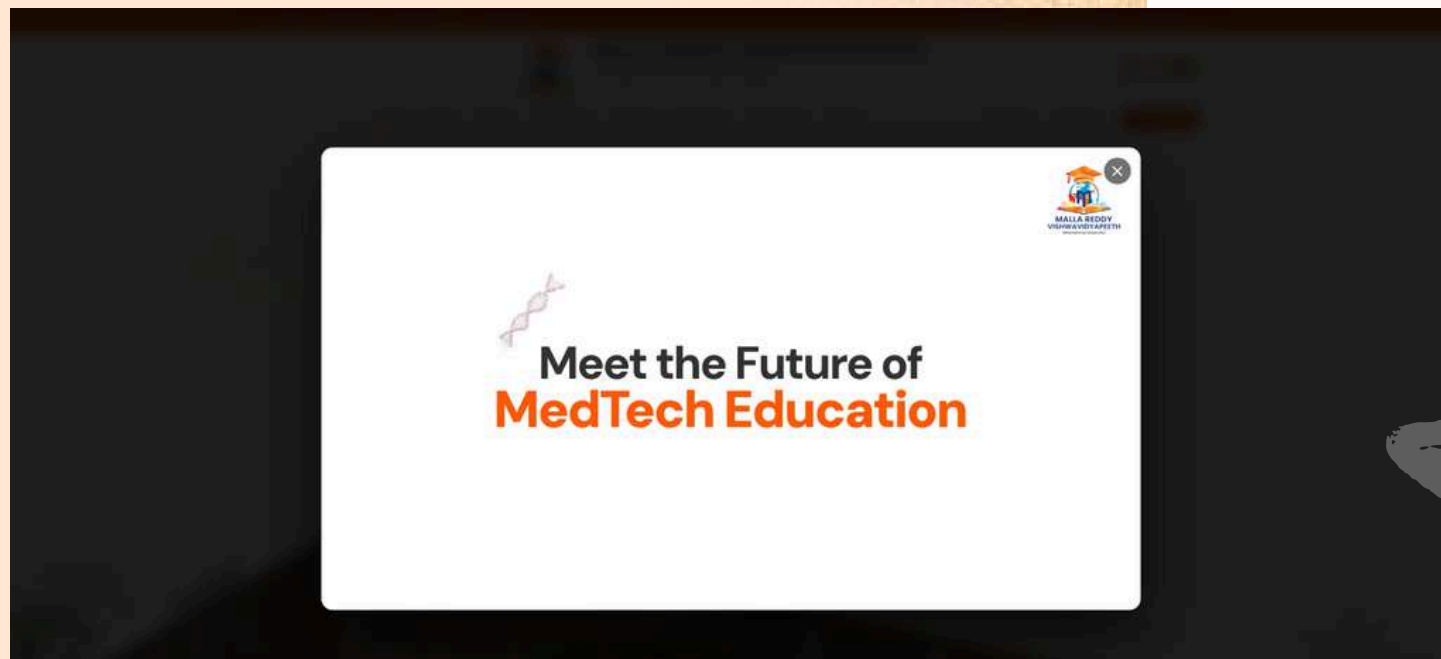 MALLA REDDY
VISHWAVIDYAPEETH
Meet the Future of
MedTech Education